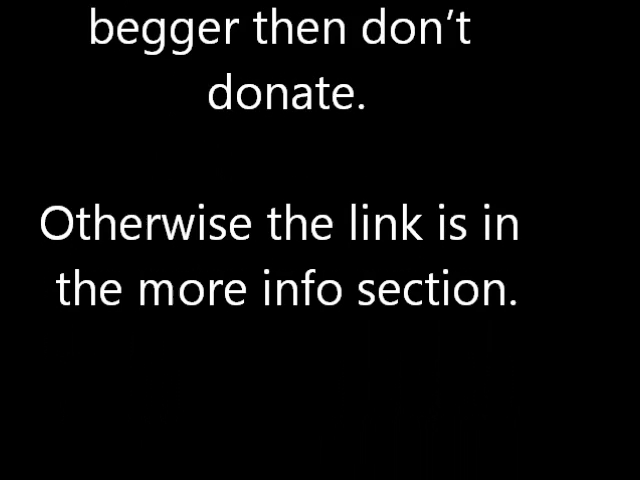 begger then don’t
donate.
Otherwise the link is in
the more info section.